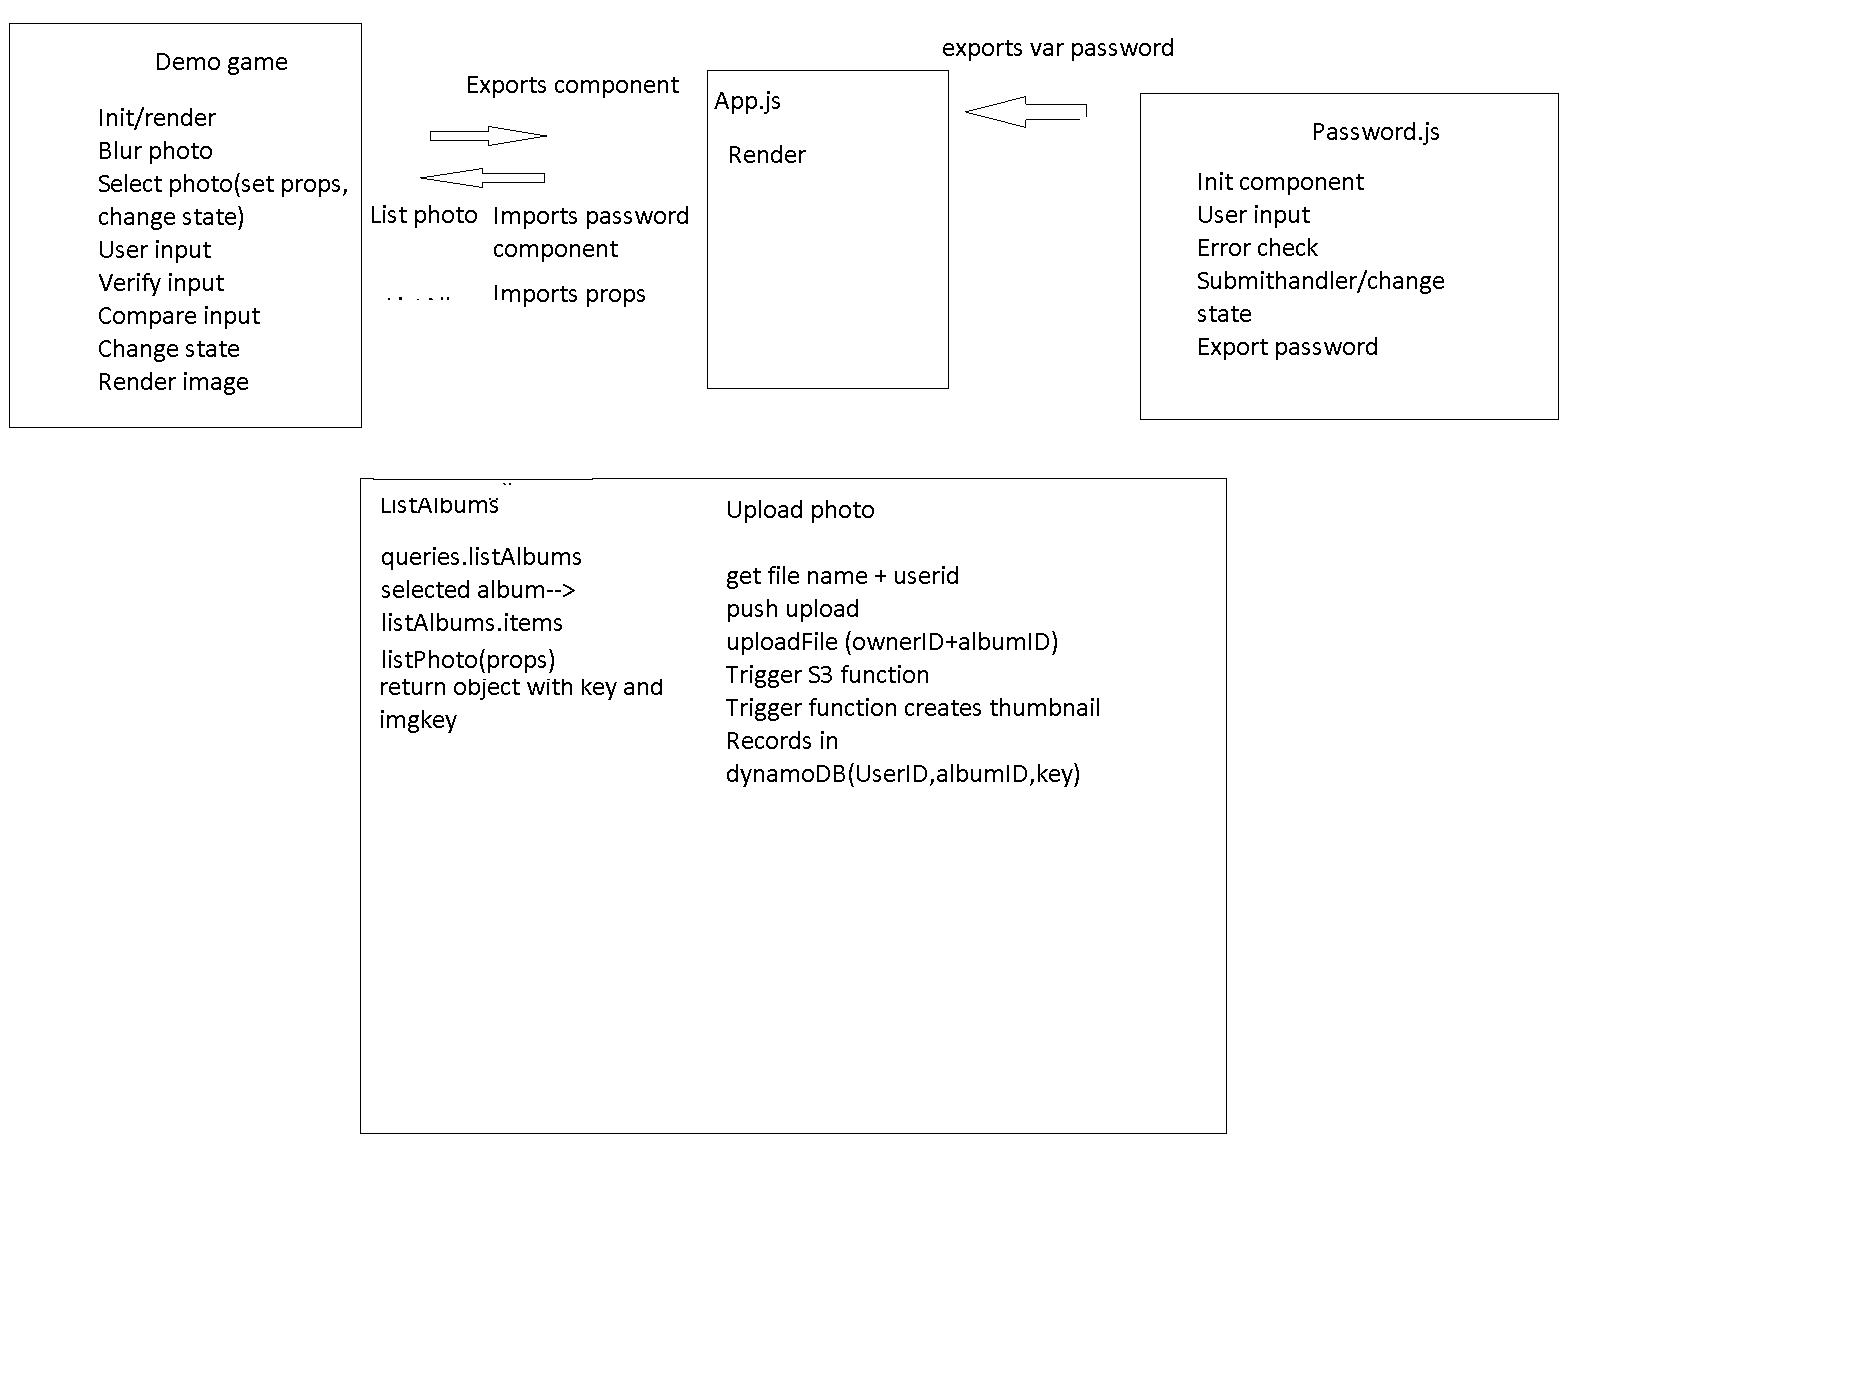 Demo game
Init/render
Blur photo
Select photo(set props,
change state)
User input
Verify input
Compare input
Change state
Render image
Exports component
List photo
Imports password
component
Imports props
App.js
Render
exports var password
Password.js
Init component
User input
Error check
Submithandler/change
state
Export password
ListAlbums
queries.listAlbums
selected album-->
listAlbums.items
listPhoto(props)
return object with key and
imgkey
Upload photo
get file name + userid
push upload
uploadFile (ownerID+albumID)
Trigger S3 function
Trigger function creates thumbnail
Records in
dynamoDB(UserID,albumID,key)